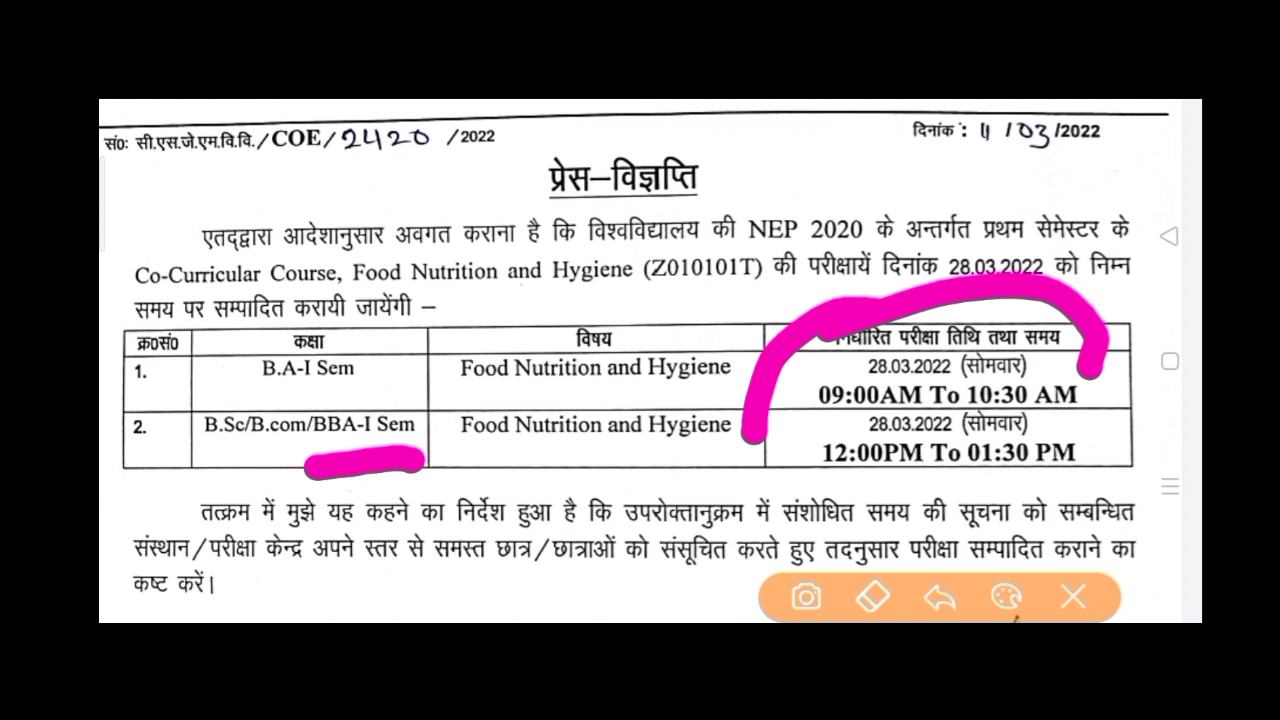 सं0: सी.एस.जे.एम.वि.वि./COE/2420 /2022 दिनांक : 11 /03/2022
प्रेस–विज्ञप्ति
एतद्द्वारा आदेशानुसार अवगत कराना है कि विश्वविद्यालय की NEP 2020 के अन्तर्गत प्रथम सेमेस्टर के
Co-Curricular Course, Food Nutrition and Hygiene (Z010101T) की परीक्षायें दिनांक 28.03.2022 को निम्न
समय पर सम्पादित करायी जायेंगी –
क्र0सं0 कक्षा विषय निर्धारित परीक्षा तिथि तथा समय
1. B.A-I Sem Food Nutrition and Hygiene 28.03.2022 (सोमवार)
09:00AM To 10:30 AM
2. B.Sc/B.com/BBA-I Sem Food Nutrition and Hygiene 28.03.2022 (सोमवार)
12:00PM To 01:30 PM
तत्क्रम में मुझे यह कहने का निर्देश हुआ है कि उपरोक्तानुक्रम में संशोधित समय की सूचना को सम्बन्धित
संस्थान/परीक्षा केन्द्र अपने स्तर से समस्त छात्र/छात्राओं को संसूचित करते हुए तदनुसार परीक्षा सम्पादित कराने का
कष्ट करें।